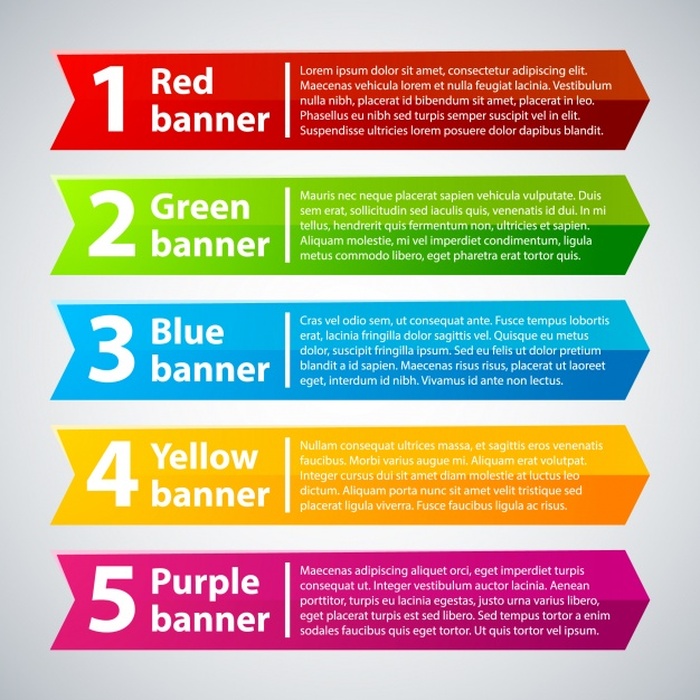 1
Red
banner
Lorem ipsum dolor sit amet, consectetur adipiscing elit.
Maecenas vehicula lorem et nulla feugiat lacinia. Vestibulum
nulla nibh, placerat id bibendum sit amet, placerat in leo.
Phasellus eu nibh sed turpis semper suscipit vel in elit.
Suspendisse ultricies lorem posuere dolor dapibus blandit.
2
Green
banner
Mauris nec neque placerat sapien vehicula vulputate. Duis
sem erat, sollicitudin sed iaculis quis, venenatis id dui. In mi
tellus, hendrerit quis fermentum non, ultricies et sapien.
Aliquam molestie, mi vel imperdiet condimentum, ligula
metus commodo libero, eget pharetra erat tortor quis.
3
Blue
banner
Cras vel odio sem, ut consequat ante. Fusce tempus lobortis
erat, lacinia fringilla dolor sagittis vel. Quisque eu metus
dolor, suscipit fringilla ipsum. Sed eu felis ut dolor pretium
blandit a id sapien. Maecenas risus risus, placerat ut laoreet
eget, interdum id nibh. Vivamus id ante non lectus.
4
Yellow
banner
Nullam consequat ultrices massa, et sagittis eros venenatis
faucibus. Morbi varius augue mi. Aliquam erat volutpat.
Integer cursus dui sit amet diam molestie at luctus leo
dictum. Aliquam porta nunc sit amet velit tristique sed
placerat ligula viverra. Fusce faucibus ligula ac risus.
5
Purple
banner
Maecenas adipiscing aliquet orci, eget imperdiet turpis
consequat ut. Integer vestibulum auctor lacinia. Aenean
porttitor, turpis eu lacinia egestas, justo urna varius libero,
eget placerat turpis est sed libero. Sed tempus tortor a enim
sodales faucibus quis eget tortor. Ut quis tortor vel ipsum.